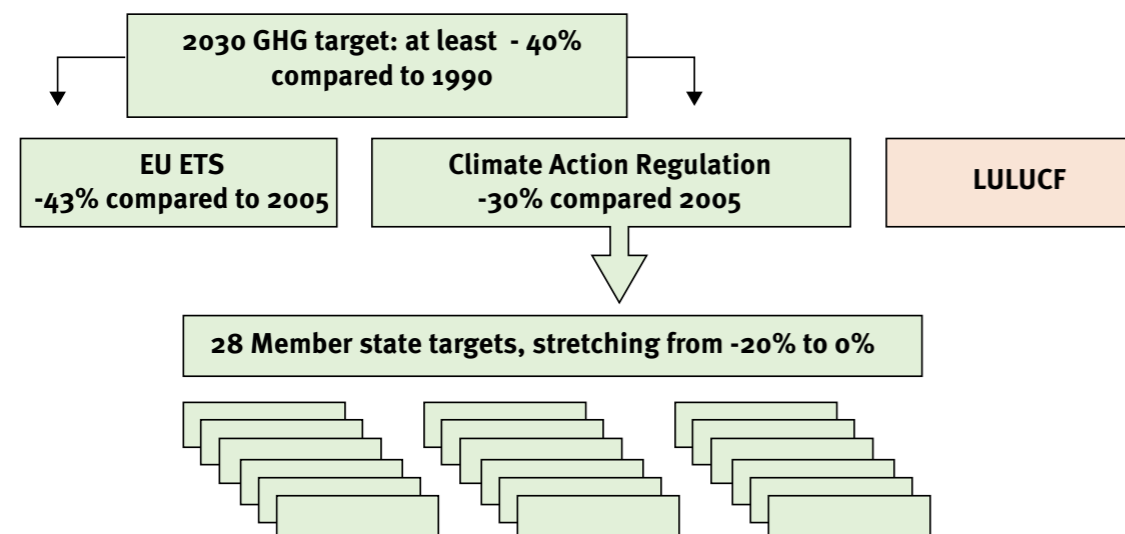 2030 GHG target: at least - 40%
compared to 1990
EU ETS
-43% compared to 2005
Climate Action Regulation
-30% compared 2005
LULUCF
28 Member state targets, stretching from -20% to 0%